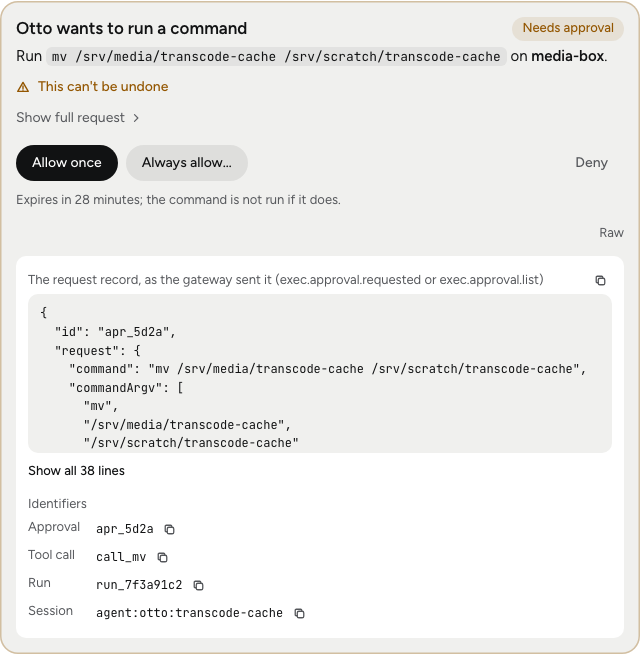 Otto wants to run a command
Needs approval
Run mv /srv/media/transcode-cache /srv/scratch/transcode-cache on media-box.
This can't be undone
Show full request
Allow once
Always allow…
Deny
Expires in 28 minutes; the command is not run if it does.
Raw
The request record, as the gateway sent it (exec.approval.requested or exec.approval.list)
{
  "id": "apr_5d2a",
  "request": {
    "command": "mv /srv/media/transcode-cache /srv/scratch/transcode-cache",
    "commandArgv": [
      "mv",
      "/srv/media/transcode-cache",
      "/srv/scratch/transcode-cache"
Show all 38 lines
Identifiers
Approval apr_5d2a
Tool call call_mv
Run run_7f3a91c2
Session agent:otto:transcode-cache